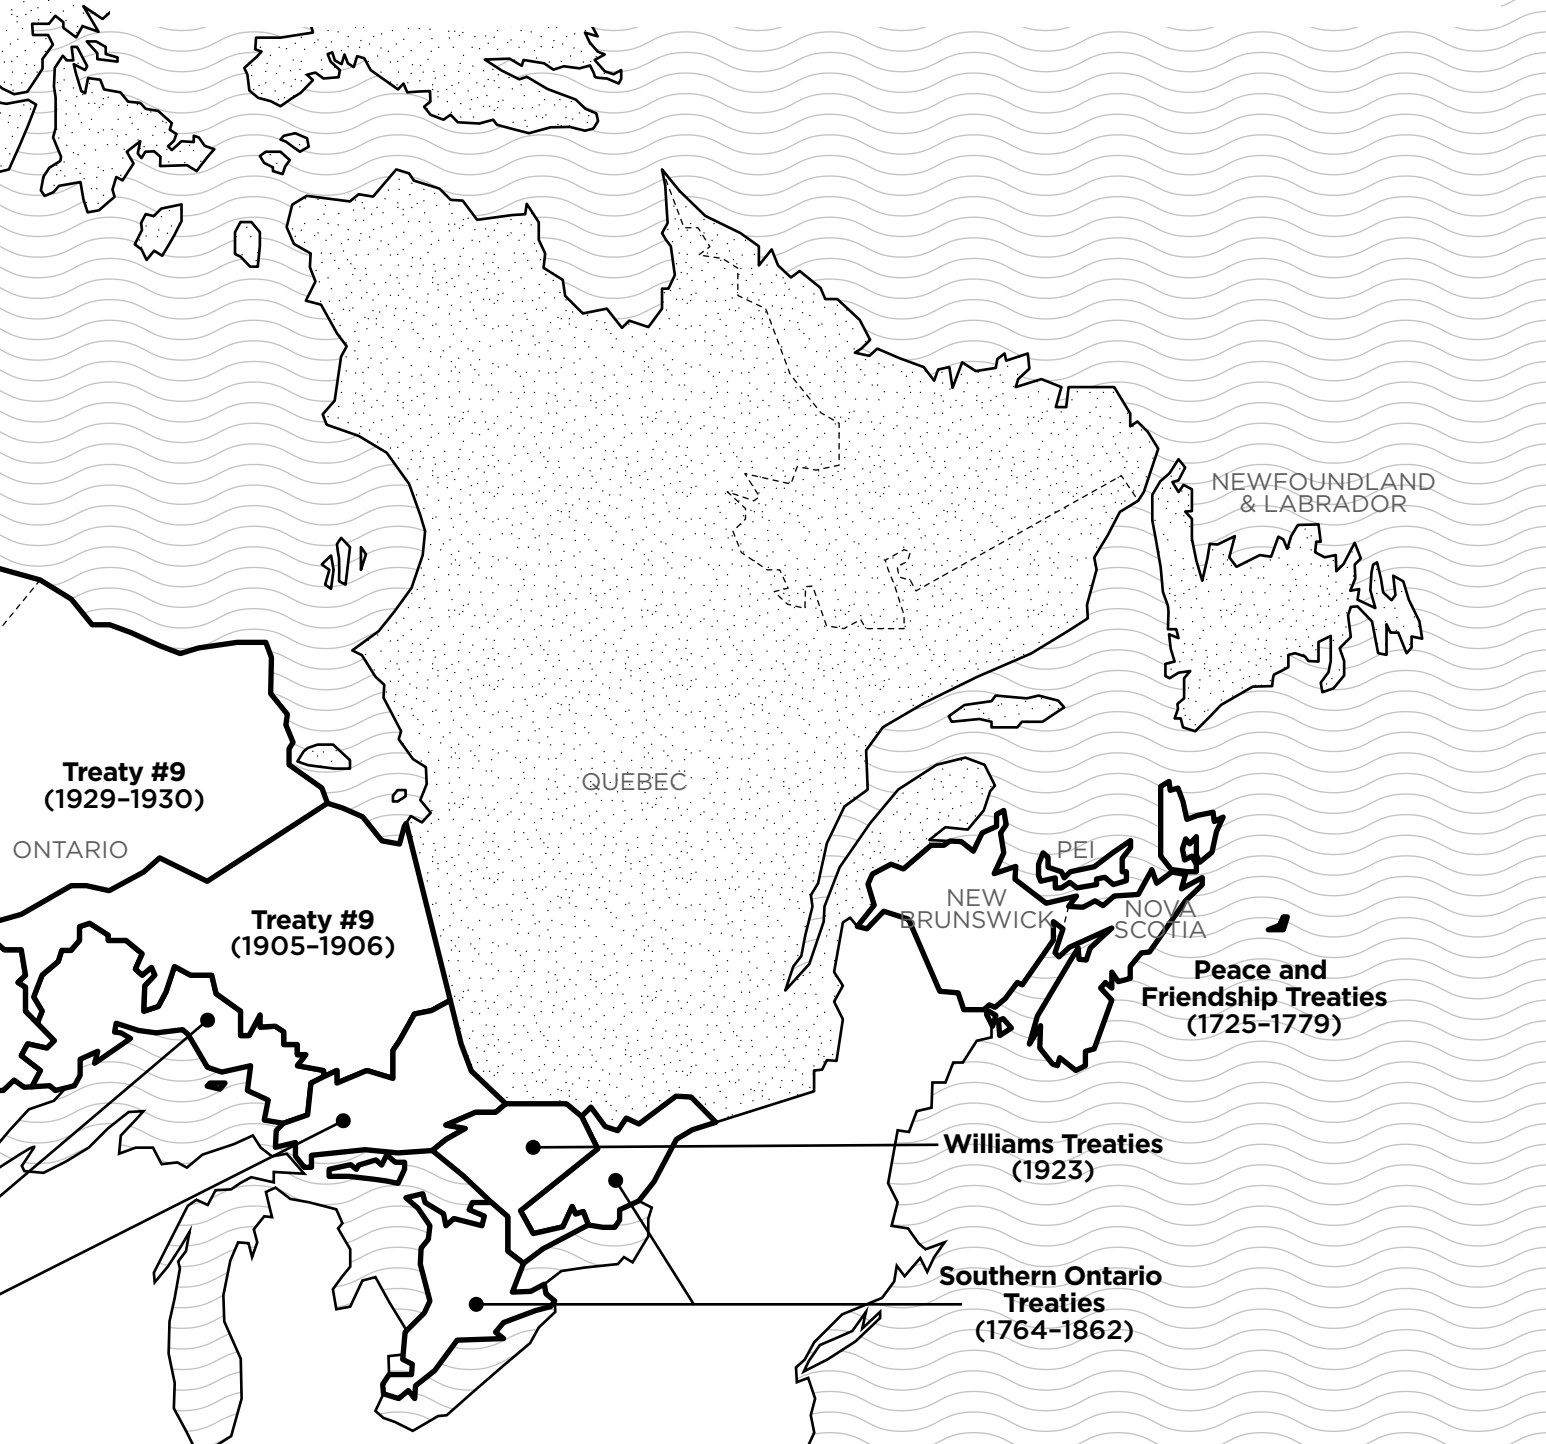 NEWFOUNDLAND
& LABRADOR
Treaty #9
(1929–1930)
QUEBEC
ONTARIO
PEI
NEW
BRUNSWICK
NOVA
SCOTIA
Treaty #9
(1905–1906)
Peace and
Friendship Treaties
(1725–1779)
Williams Treaties
(1923)
Southern Ontario
Treaties
(1764–1862)